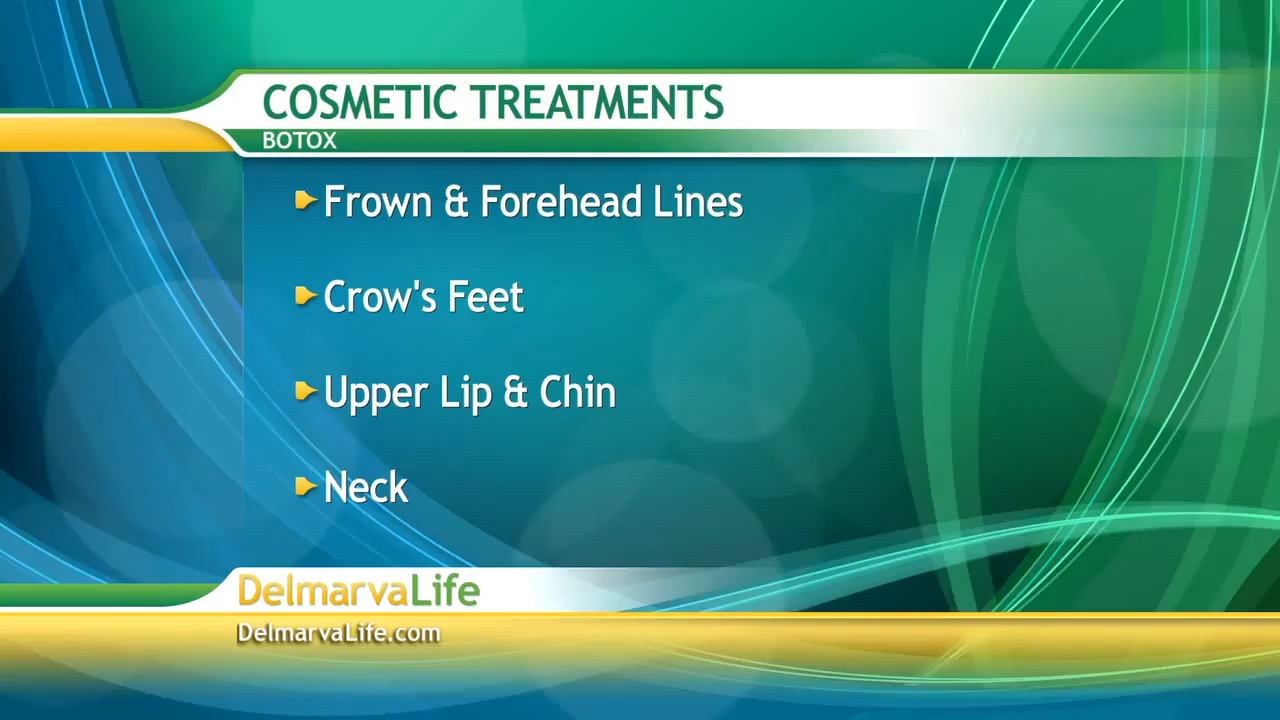 COSMETIC TREATMENTS
BOTOX
Frown & Forehead Lines
Crow's Feet
Upper Lip & Chin
Neck
DelmarvaLife
DelmarvaLife.com